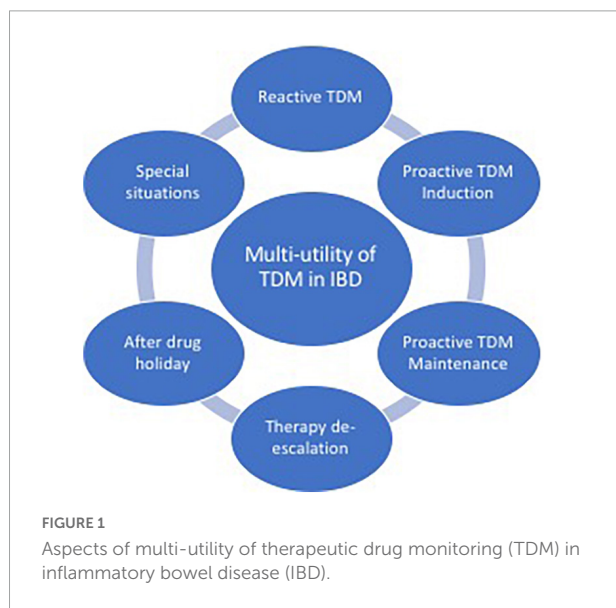 Reactive TDM
Special
situations
Proactive TDM
Induction
Multi-utility of
TDM in IBD
After drug
holiday
Proactive TDM
Maintenance
Therapy de-
escalation
FIGURE 1
Aspects of multi-utility of therapeutic drug monitoring (TDM) in
inflammatory bowel disease (IBD).